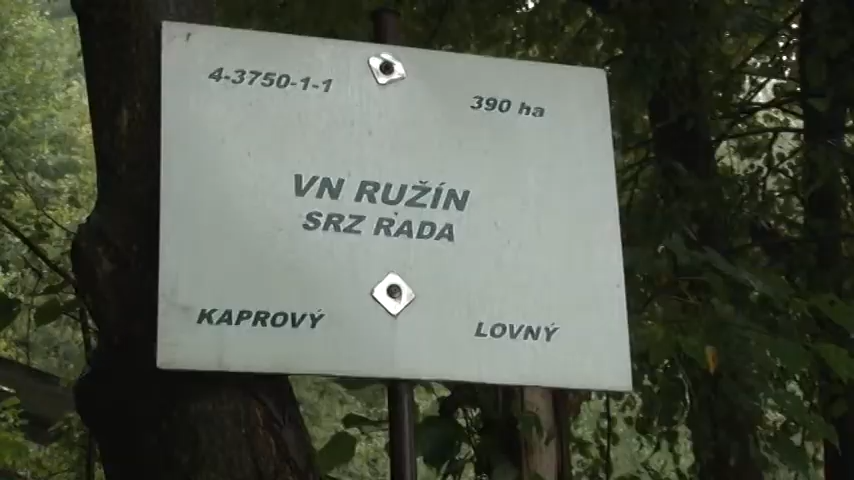 4-3750-1-1
390 ha
VN RUŽÍN
SRZ RADA
KAPROVÝ
LOVNÝ